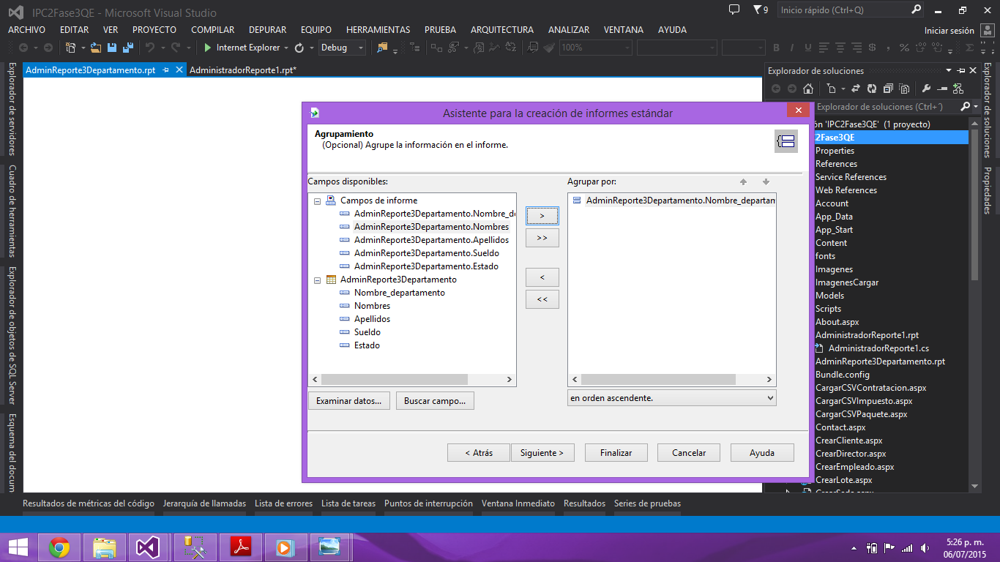 IPC2Fase3QE - Microsoft Visual Studio
9
Inicio rápido (Ctrl+Q)
ARCHIVO EDITAR VER PROYECTO COMPILAR DEPURAR EQUIPO HERRAMIENTAS PRUEBA ARQUITECTURA ANALIZAR VENTANA AYUDA
Iniciar sesión
Internet Explorer
Debug
100%
AdminReporte3Departamento.rpt
AdministradorReporte1.rpt*
Explorador de servidores
Cuadro de herramientas
Explorador de objetos de SQL Server
Esquema del docum
Asistente para la creación de informes estándar
Agrupamiento
(Opcional) Agrupe la información en el informe.
Campos disponibles:
Campos de informe
AdminReporte3Departamento.Nombre_de
AdminReporte3Departamento.Nombres
AdminReporte3Departamento.Apellidos
AdminReporte3Departamento.Sueldo
AdminReporte3Departamento.Estado
AdminReporte3Departamento
Nombre_departamento
Nombres
Apellidos
Sueldo
Estado
Examinar datos...
Buscar campo...
>
>>
<
<<
Agrupar por:
AdminReporte3Departamento.Nombre_departam
en orden ascendente.
< Atrás
Siguiente >
Finalizar
Cancelar
Ayuda
Explorador de soluciones
Explorador de soluciones (Ctrl+´)
ón 'IPC2Fase3QE' (1 proyecto)
C2Fase3QE
Properties
References
Service References
Web References
Account
App_Data
App_Start
Content
fonts
Imagenes
ImagenesCargar
Models
Scripts
About.aspx
AdministradorReporte1.rpt
AdministradorReporte1.cs
AdminReporte3Departamento.rpt
Bundle.config
CargarCSVContratacion.aspx
CargarCSVImpuesto.aspx
CargarCSVPaquete.aspx
Contact.aspx
CrearCliente.aspx
CrearDirector.aspx
CrearEmpleado.aspx
CrearLote.aspx
CrearSede.aspx
Explorador de soluciones
Propiedades
Resultados de métricas del código Jerarquía de llamadas Lista de errores Lista de tareas Puntos de interrupción Ventana Inmediato Resultados Series de pruebas
5:26 p. m.
06/07/2015